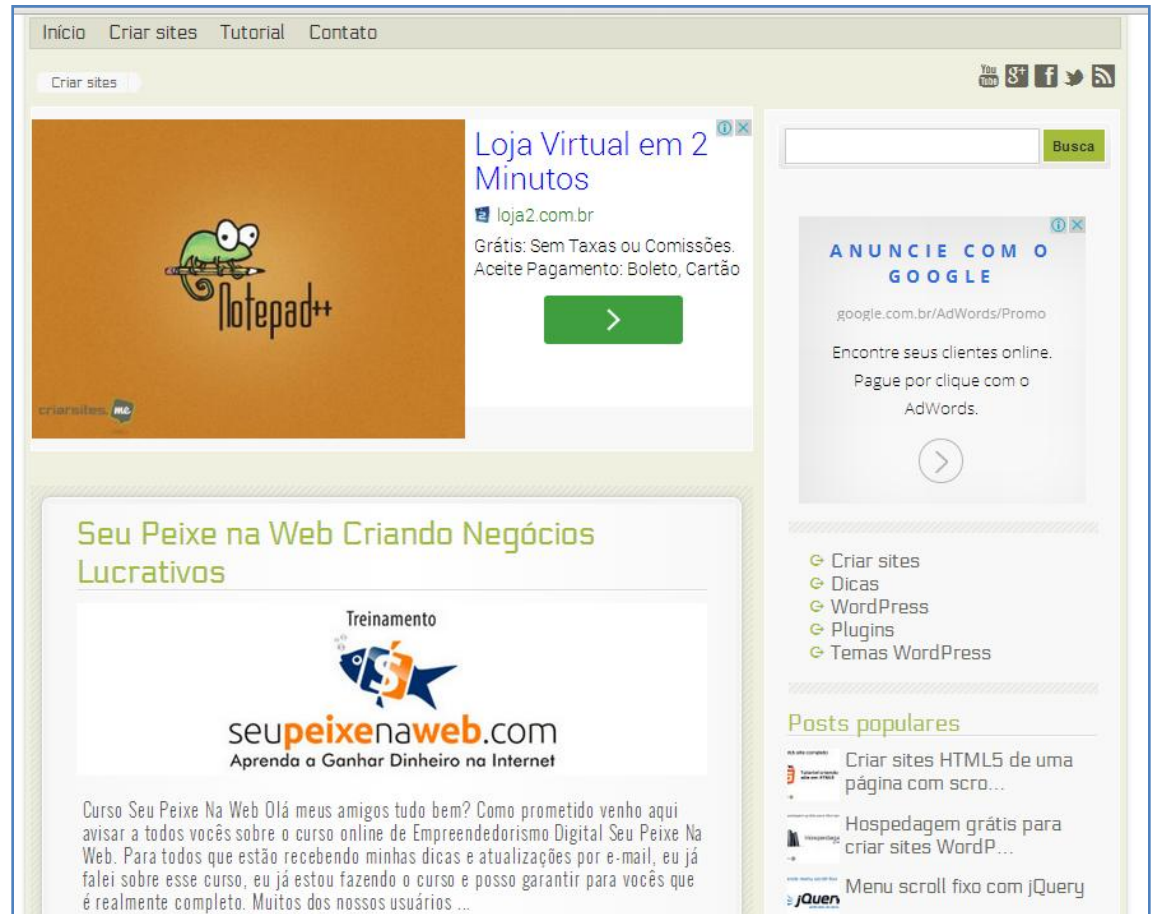 Início Criar sites Tutorial Contato
You
Tube
Criar sites
Notepad++
criarsites.me
Loja Virtual em 2
Minutos
loja2.com.br
Grátis: Sem Taxas ou Comissões.
Aceite Pagamento: Boleto, Cartão
Busca
ANUNCIE COM O
GOOGLE
google.com.br/AdWords/Promo
Encontre seus clientes online.
Pague por clique com o
AdWords.
Seu Peixe na Web Criando Negócios
Lucrativos
Treinamento
seupeixenaweb.com
Aprenda a Ganhar Dinheiro na Internet
Curso Seu Peixe Na Web Olá meus amigos tudo bem? Como prometido venho aqui
avisar a todos vocês sobre o curso online de Empreendedorismo Digital Seu Peixe Na
Web. Para todos que estão recebendo minhas dicas e atualizações por e-mail, eu já
falei sobre esse curso, eu já estou fazendo o curso e posso garantir para vocês que
é realmente completo. Muitos dos nossos usuários ...
Criar sites
Dicas
WordPress
Plugins
Temas WordPress
Posts populares
Criar sites HTML5 de uma
página com scro...
Hospedagem grátis para
criar sites WordP...
jQuery
Menu scroll fixo com jQuery